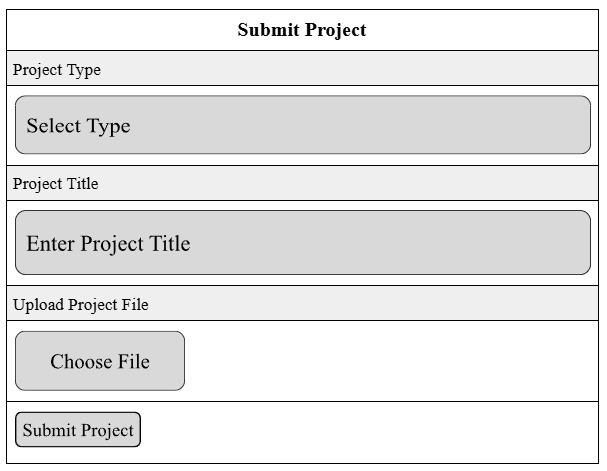 Submit Project
Project Type
Select Type
Project Title
Enter Project Title
Upload Project File
Choose File
Submit Project